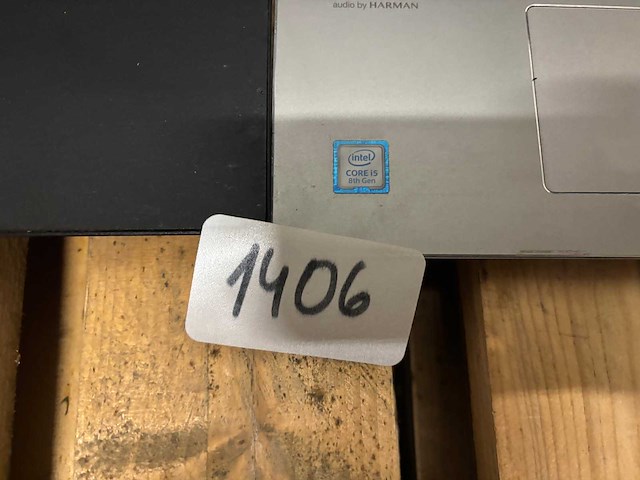 audio by HARMAN
intel
CORE i5
8th Gen
1406